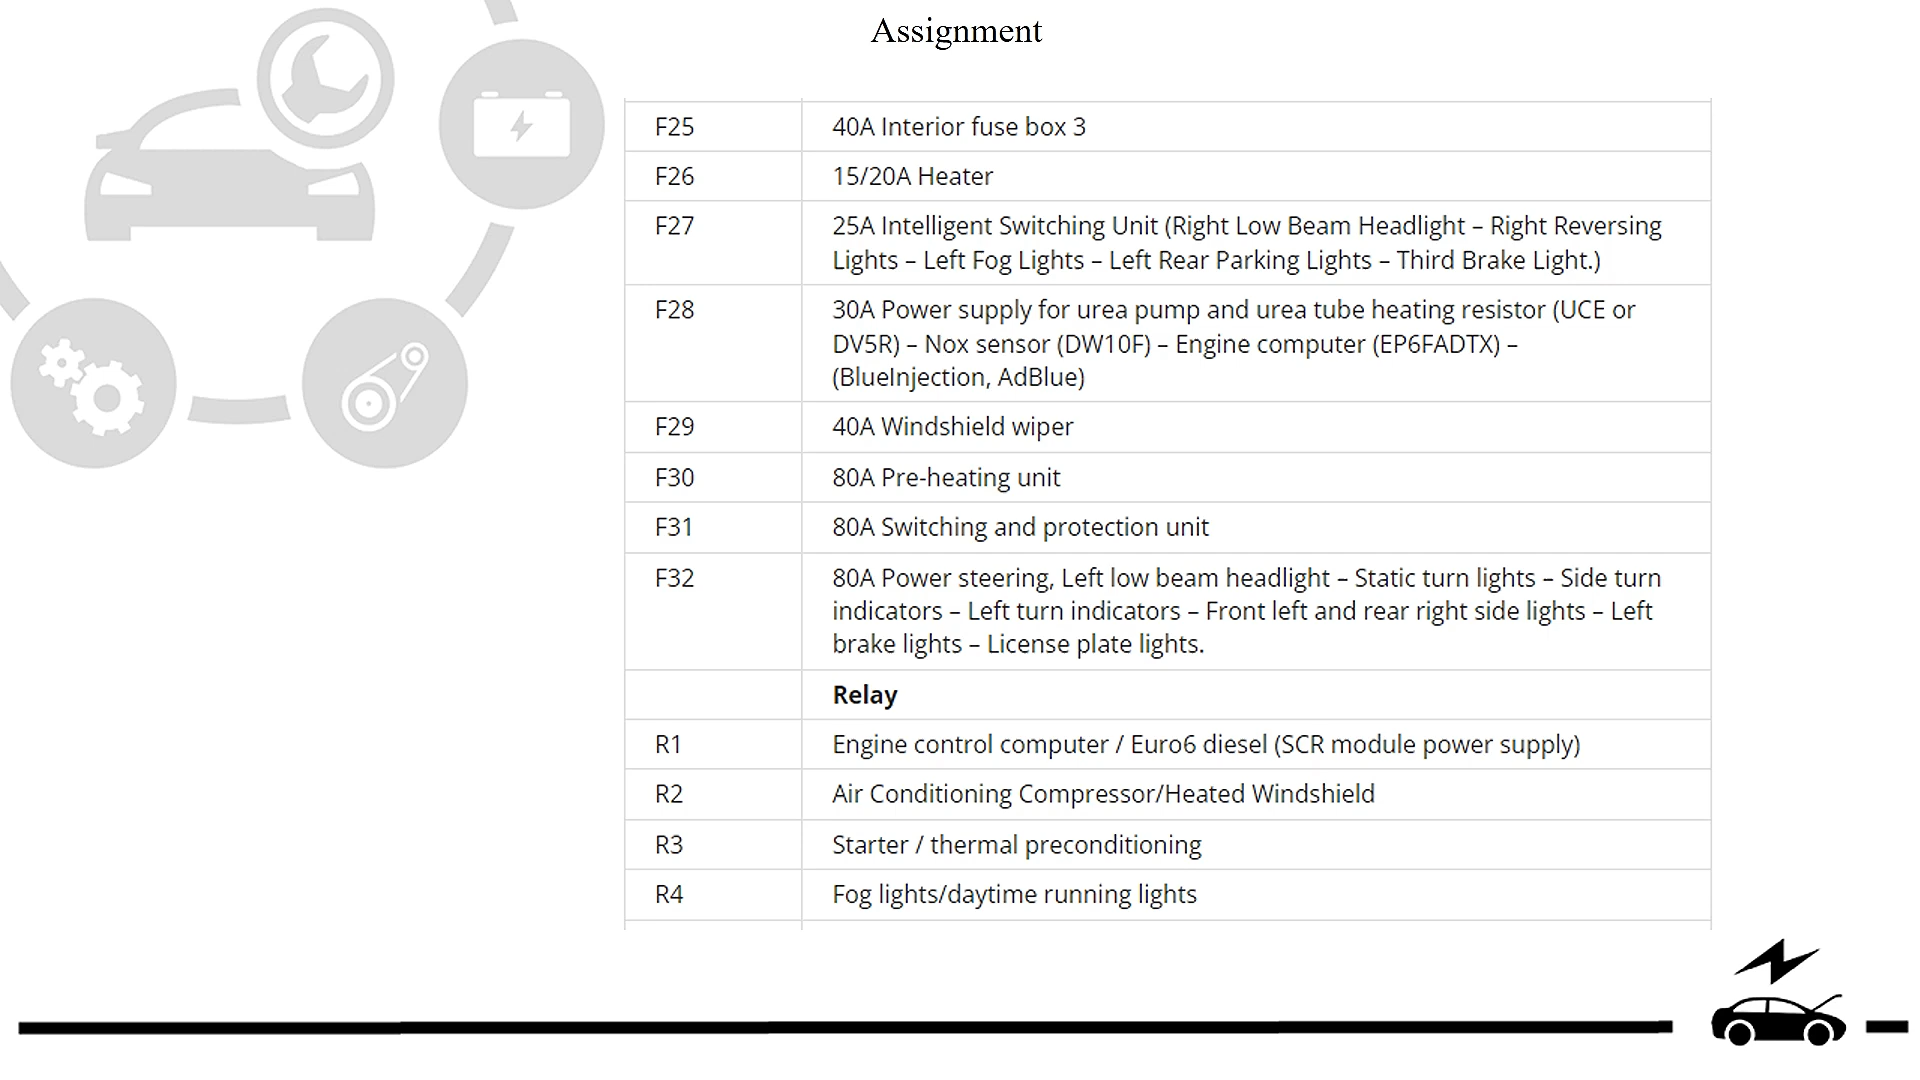 Assignment
F25 40A Interior fuse box 3
F26 15/20A Heater
F27 25A Intelligent Switching Unit (Right Low Beam Headlight – Right Reversing
Lights – Left Fog Lights – Left Rear Parking Lights – Third Brake Light.)
F28 30A Power supply for urea pump and urea tube heating resistor (UCE or
DV5R) – Nox sensor (DW10F) – Engine computer (EP6FADTX) –
(BlueInjection, AdBlue)
F29 40A Windshield wiper
F30 80A Pre-heating unit
F31 80A Switching and protection unit
F32 80A Power steering, Left low beam headlight – Static turn lights – Side turn
indicators – Left turn indicators – Front left and rear right side lights – Left
brake lights – License plate lights.
Relay
R1 Engine control computer / Euro6 diesel (SCR module power supply)
R2 Air Conditioning Compressor/Heated Windshield
R3 Starter / thermal preconditioning
R4 Fog lights/daytime running lights